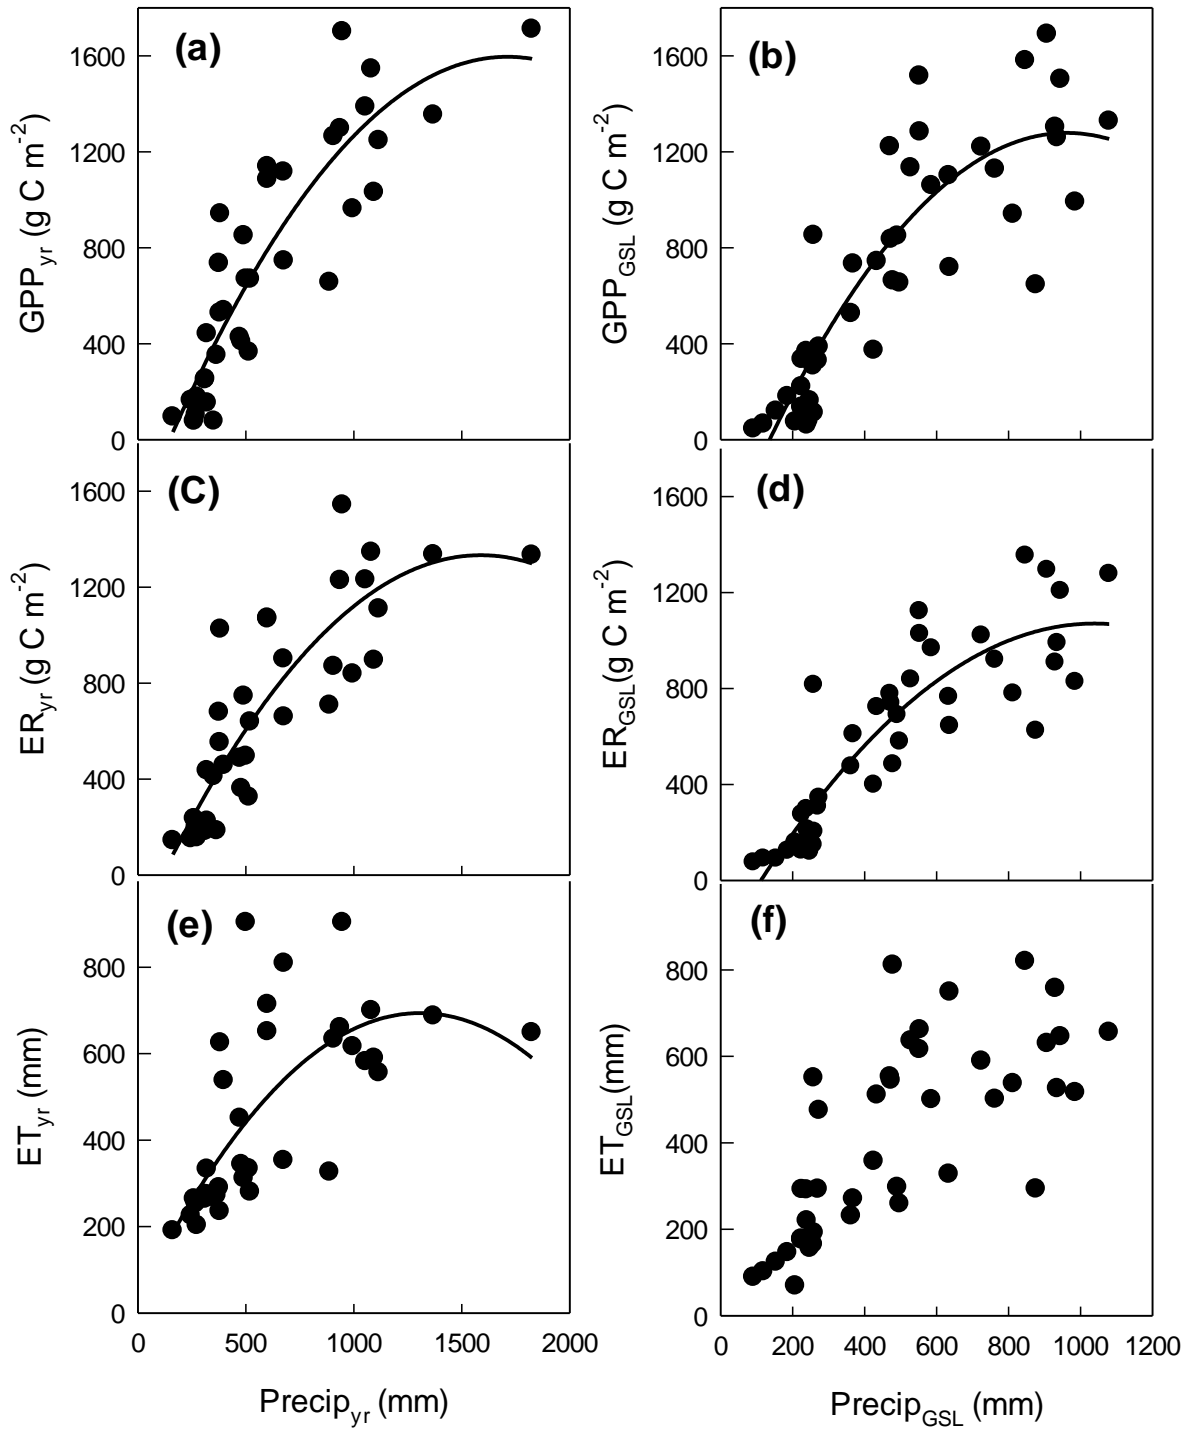 (a)
1600
1200
800
400
0
GPPyr (g C m-2)
(b)
1600
1200
800
400
0
GPPGSL (g C m-2)
(C)
1600
1200
800
400
0
ERyr (g C m-2)
(d)
1600
1200
800
400
0
ERGSL(g C m-2)
(e)
800
600
400
200
0
ETyr (mm)
0 500 1000 1500 2000
Precipyr (mm)
(f)
800
600
400
200
0
ETGSL(mm)
0 200 400 600 800 1000 1200
PrecipGSL (mm)